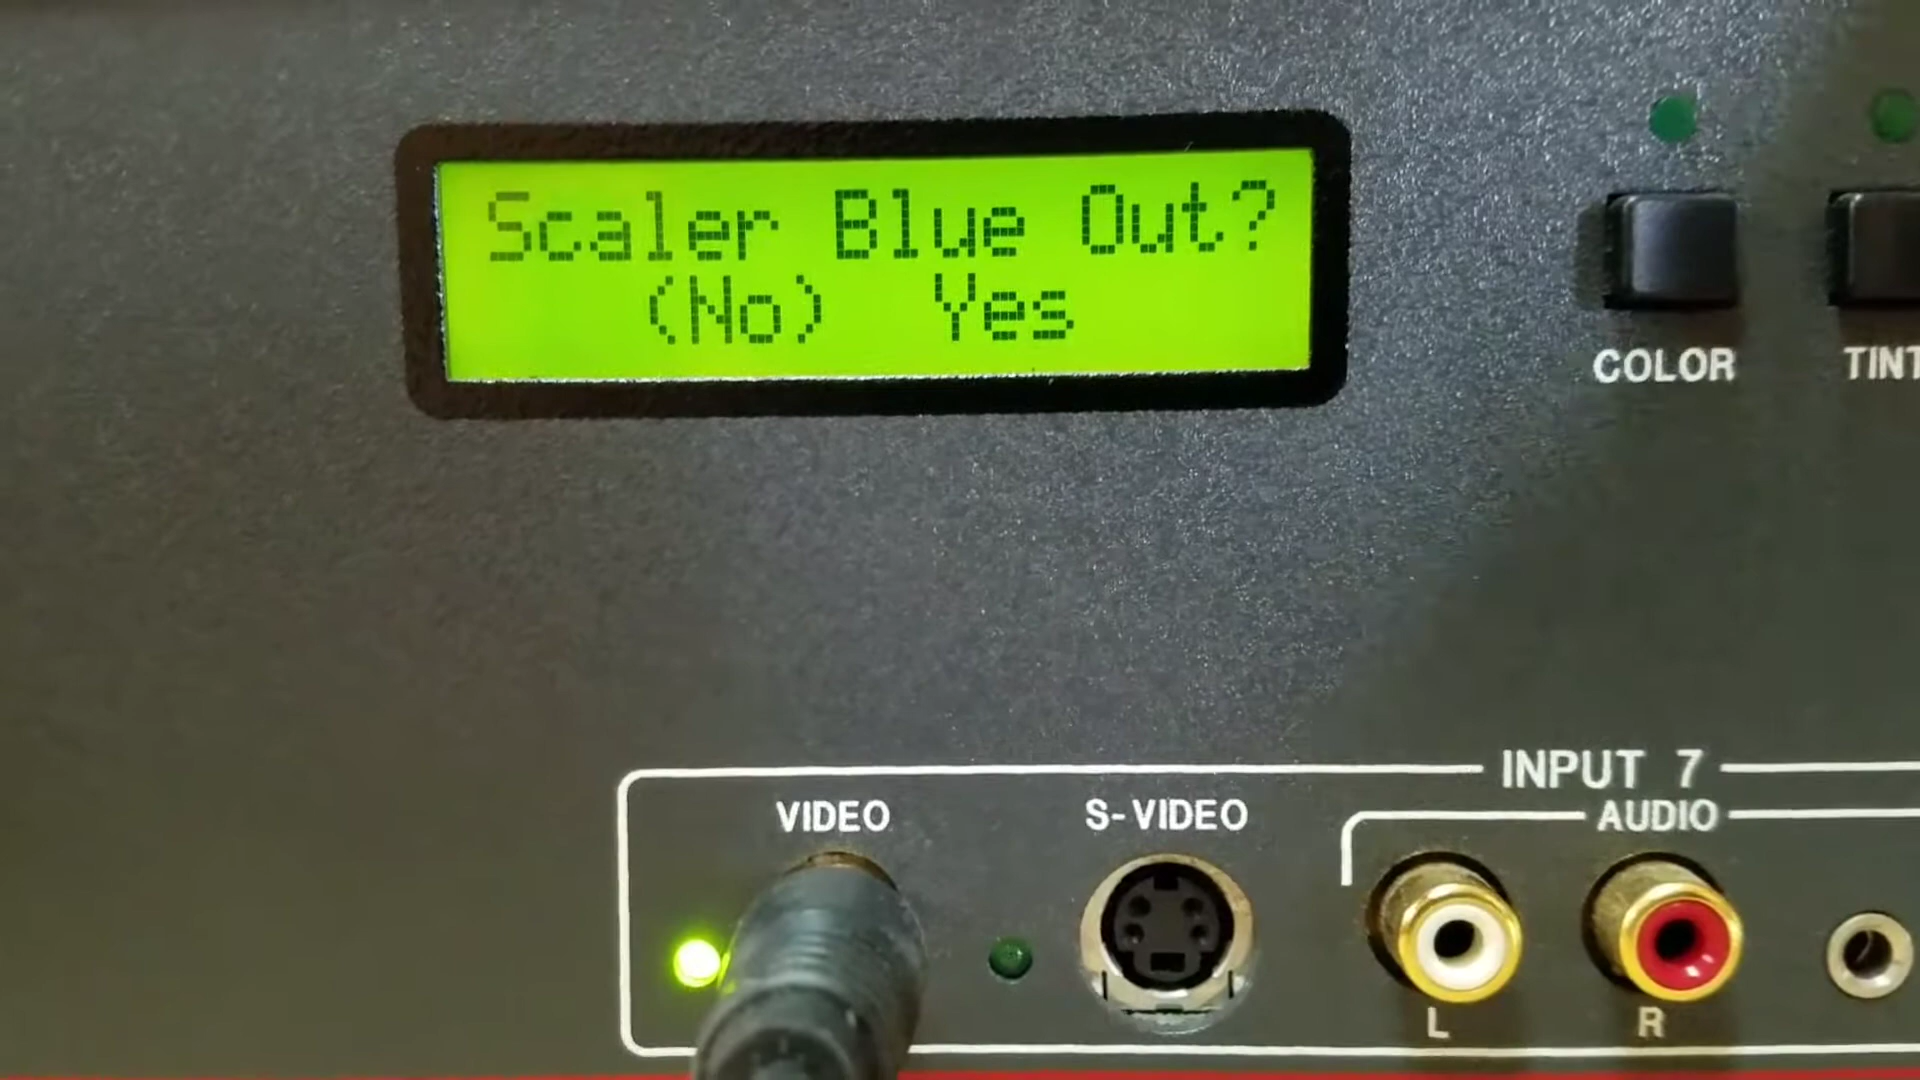 Scaler Blue Out?
(No) Yes
COLOR
TINT
INPUT 7
VIDEO
S-VIDEO
AUDIO
L
R